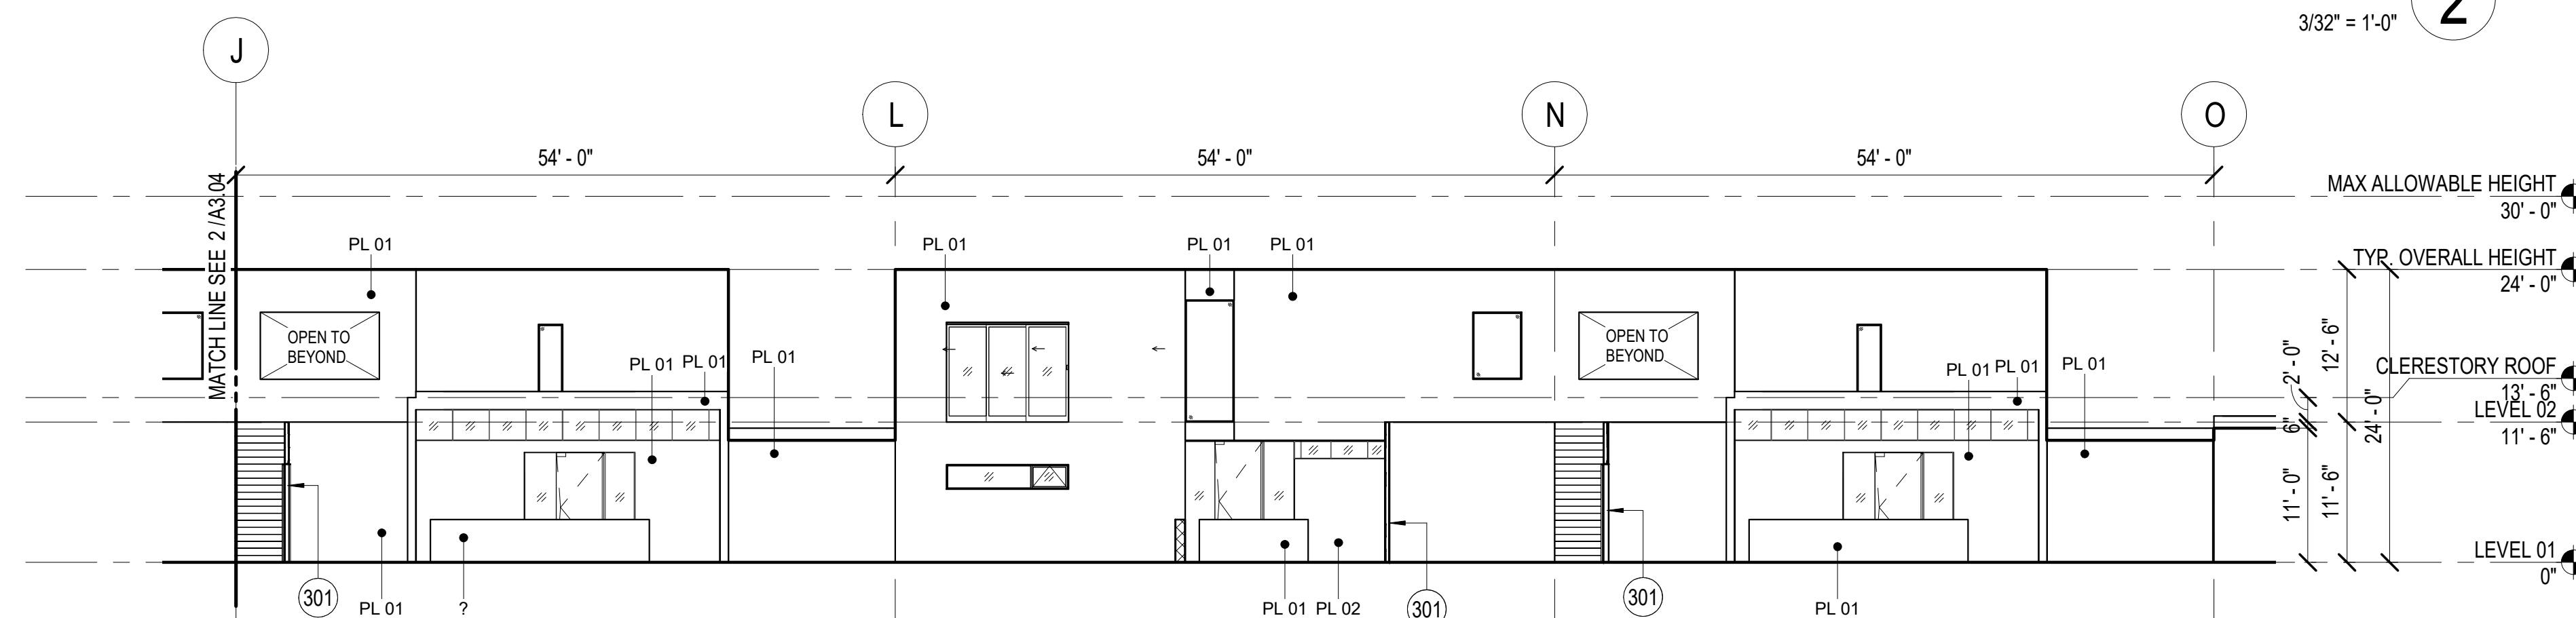 2
3/32" = 1'-0"
J
L
N
O
54' - 0"
54' - 0"
54' - 0"
MATCH LINE SEE 2 /A3.04
MAX ALLOWABLE HEIGHT
30' - 0"
TYP. OVERALL HEIGHT
24' - 0"
CLERESTORY ROOF
13' - 6"
LEVEL 02
11' - 6"
LEVEL 01
0"
PL 01
PL 01
PL 01
PL 01
OPEN TO
BEYOND
OPEN TO
BEYOND
PL 01
PL 01
PL 01
PL 01
PL 01
PL 01
2' - 0"
12' - 6"
6"
24' - 0"
11' - 0"
11' - 6"
301
PL 01
?
PL 01
PL 02
301
301
PL 01